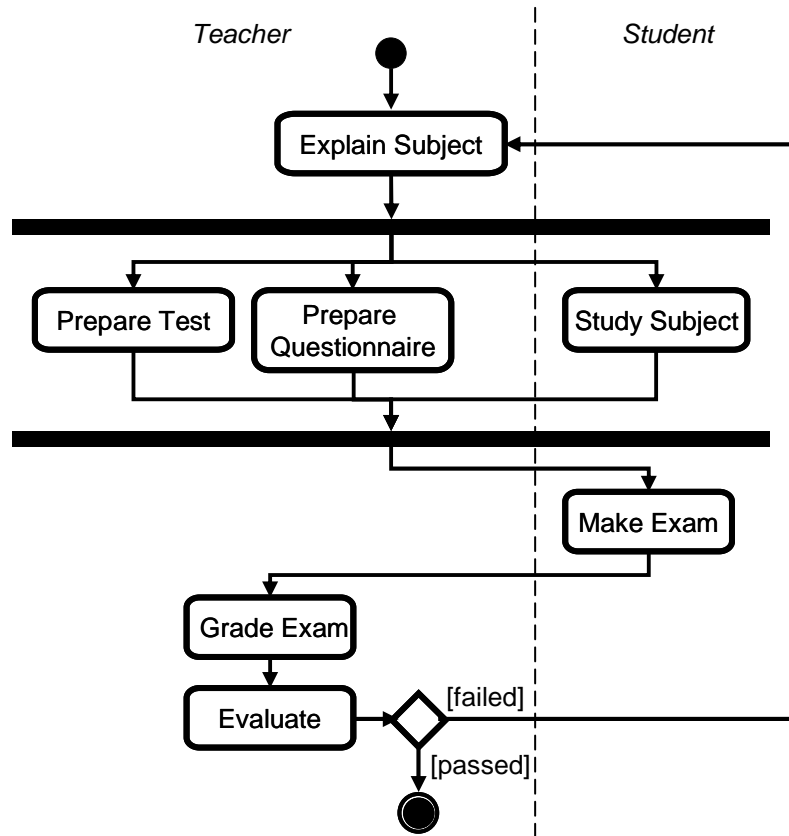 Teacher
Student
Explain Subject
Prepare Test
Prepare
Questionnaire
Study Subject
Make Exam
Grade Exam
Evaluate
[failed]
[passed]